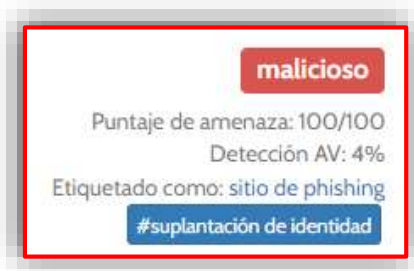 malicioso
Puntaje de amenaza: 100/100
Detección AV: 4%
Etiquetado como: sitio de phishing
#suplantación de identidad